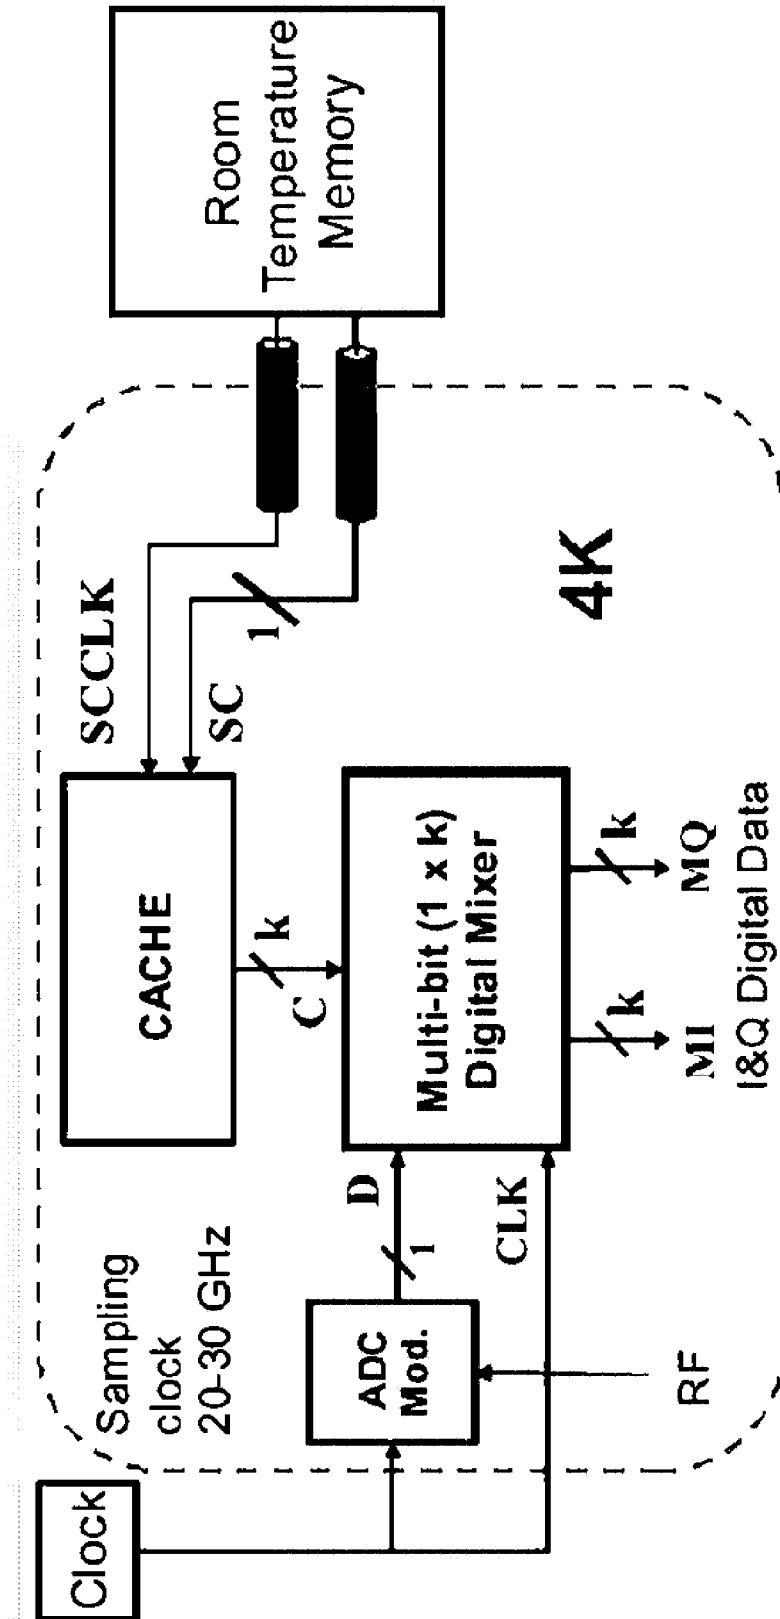 Clock
Sampling
clock
20-30 GHz
CACHE
SCCLK
SC
1
Room
Temperature
Memory
C
k
ADC
Mod.
D
1
CLK
Multi-bit (1 x k)
Digital Mixer
4K
RF
k
k
MI
MQ
I&Q Digital Data